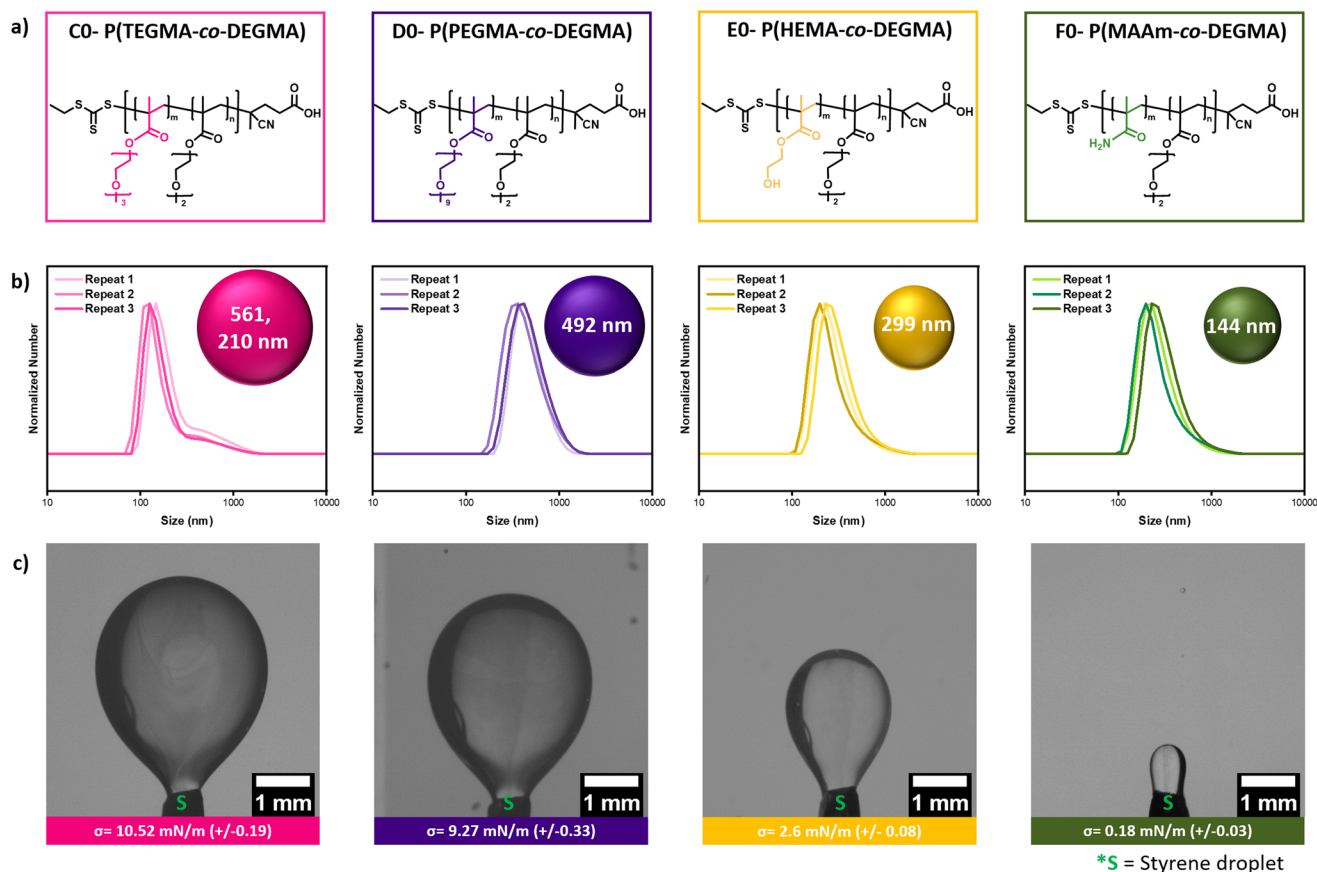 a)
C0- P(TEGMA-co-DEGMA)
D0- P(PEGMA-co-DEGMA)
E0- P(HEMA-co-DEGMA)
F0- P(MAAm-co-DEGMA)
S S m n O OH
S O O O CN
O O 3 2
S S m n O OH
S O O O CN
O O 9 2
S S m n O OH
S O O O CN
OH O 2
S S m n O OH
S H2N O O O CN
O 2
b)
Repeat 1
Repeat 2
Repeat 3
561,
210 nm
Normalized Number
10 100 1000 10000
Size (nm)
Repeat 1
Repeat 2
Repeat 3
492 nm
Normalized Number
10 100 1000 10000
Size (nm)
Repeat 1
Repeat 2
Repeat 3
299 nm
Normalized Number
10 100 1000 10000
Size (nm)
Repeat 1
Repeat 2
Repeat 3
144 nm
Normalized Number
10 100 1000 10000
Size (nm)
c)
S
1 mm
σ= 10.52 mN/m (+/-0.19)
S
1 mm
σ= 9.27 mN/m (+/-0.33)
S
1 mm
σ= 2.6 mN/m (+/- 0.08)
S
1 mm
σ= 0.18 mN/m (+/-0.03)
*S = Styrene droplet